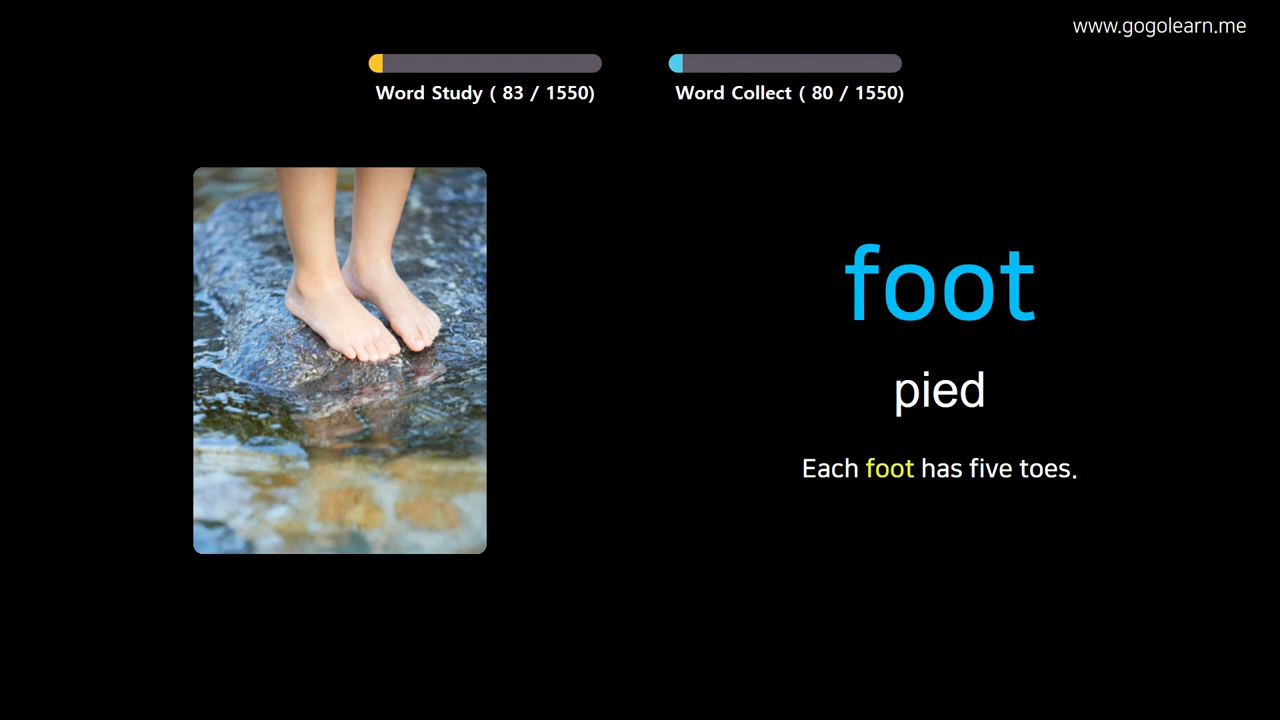 www.gogolearn.me
Word Study ( 83 / 1550)
Word Collect ( 80 / 1550)
foot
pied
Each foot has five toes.